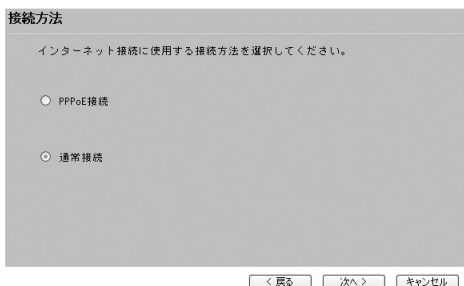 接続方法
インターネット接続に使用する接続方法を選択してください。
PPPoE接続
通常接続
< 戻る 次へ > キャンセル